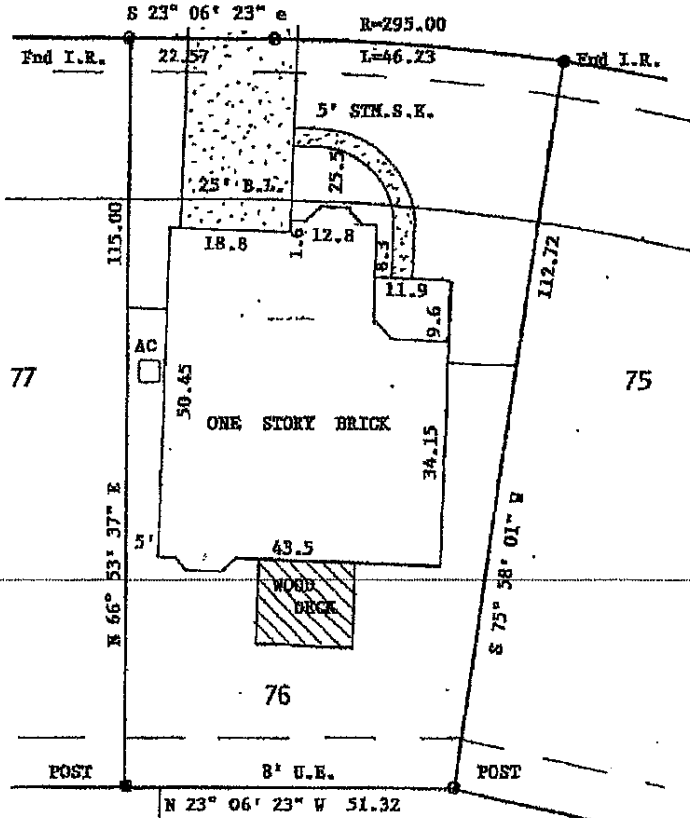 S 23° 06' 23" e
R=295.00
Fnd I.R.
22.57
L=46.23
Fnd I.R.
5' STM.S.E.
25.5
25' B.L.
115.00
18.8
1.6
12.8
8.3
11.9
112.72
9.6
AC
77
75
50.45
ONE STORY BRICK
34.15
N 66° 53' 37" E
5'
43.5
S 75° 58' 01" W
WOOD
DECK
76
POST
8' U.E.
POST
N 23° 06' 23" W 51.32